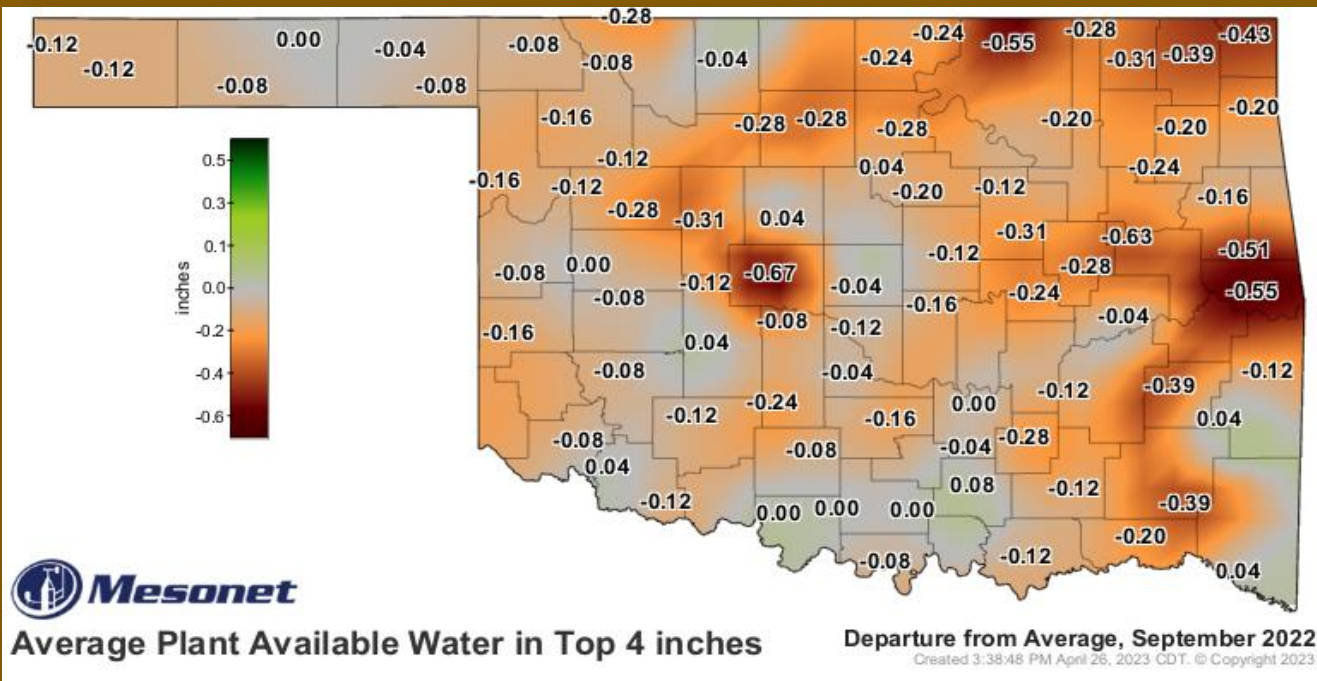 -0.28
-0.12 0.00 -0.04 -0.08 -0.24 -0.55 -0.28 -0.43
-0.12 -0.08 -0.04 -0.24 -0.31 -0.39
-0.08 -0.08
-0.16 -0.28 -0.28 -0.28 -0.20 -0.20 -0.20
-0.12 0.04 -0.24
-0.16 -0.12 -0.20 -0.12 -0.16
-0.28 -0.31 0.04 -0.31 -0.63
-0.08 0.00 -0.12 -0.67 -0.04 -0.12 -0.28 -0.51
-0.08 -0.16 -0.24 -0.55
-0.16 0.04 -0.08 -0.12 -0.04
-0.08 -0.04 -0.12 -0.39 -0.12
-0.12 -0.24 -0.16 0.00 0.04
-0.08 -0.08 -0.04 -0.28
0.04 0.08 -0.12
-0.12 0.00 0.00 0.00 -0.39
-0.08 -0.12 -0.20
0.04
inches
0.5
0.3
0.1
0.0
-0.2
-0.4
-0.6
Mesonet
Average Plant Available Water in Top 4 inches
Departure from Average, September 2022
Created 3:38:48 PM April 26, 2023 CDT. © Copyright 2023